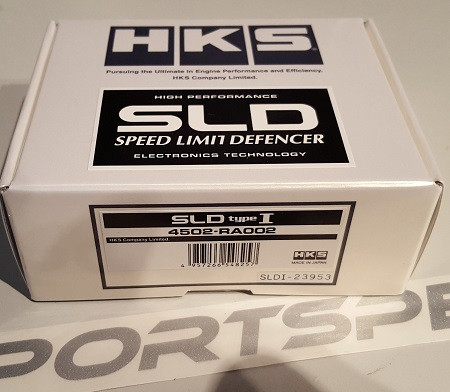 HKS
Pursuing the Ultimate in Engine Performance and Efficiency.
HKS Company Limited.
HIGH PERFORMANCE
SLD
SPEED LIMIT DEFENCER
ELECTRONICS TECHNOLOGY
SLD type I
4502-RA002
HKS Company Limited.
HKS
MADE IN JAPAN
SLDI-23953
PORTSPE